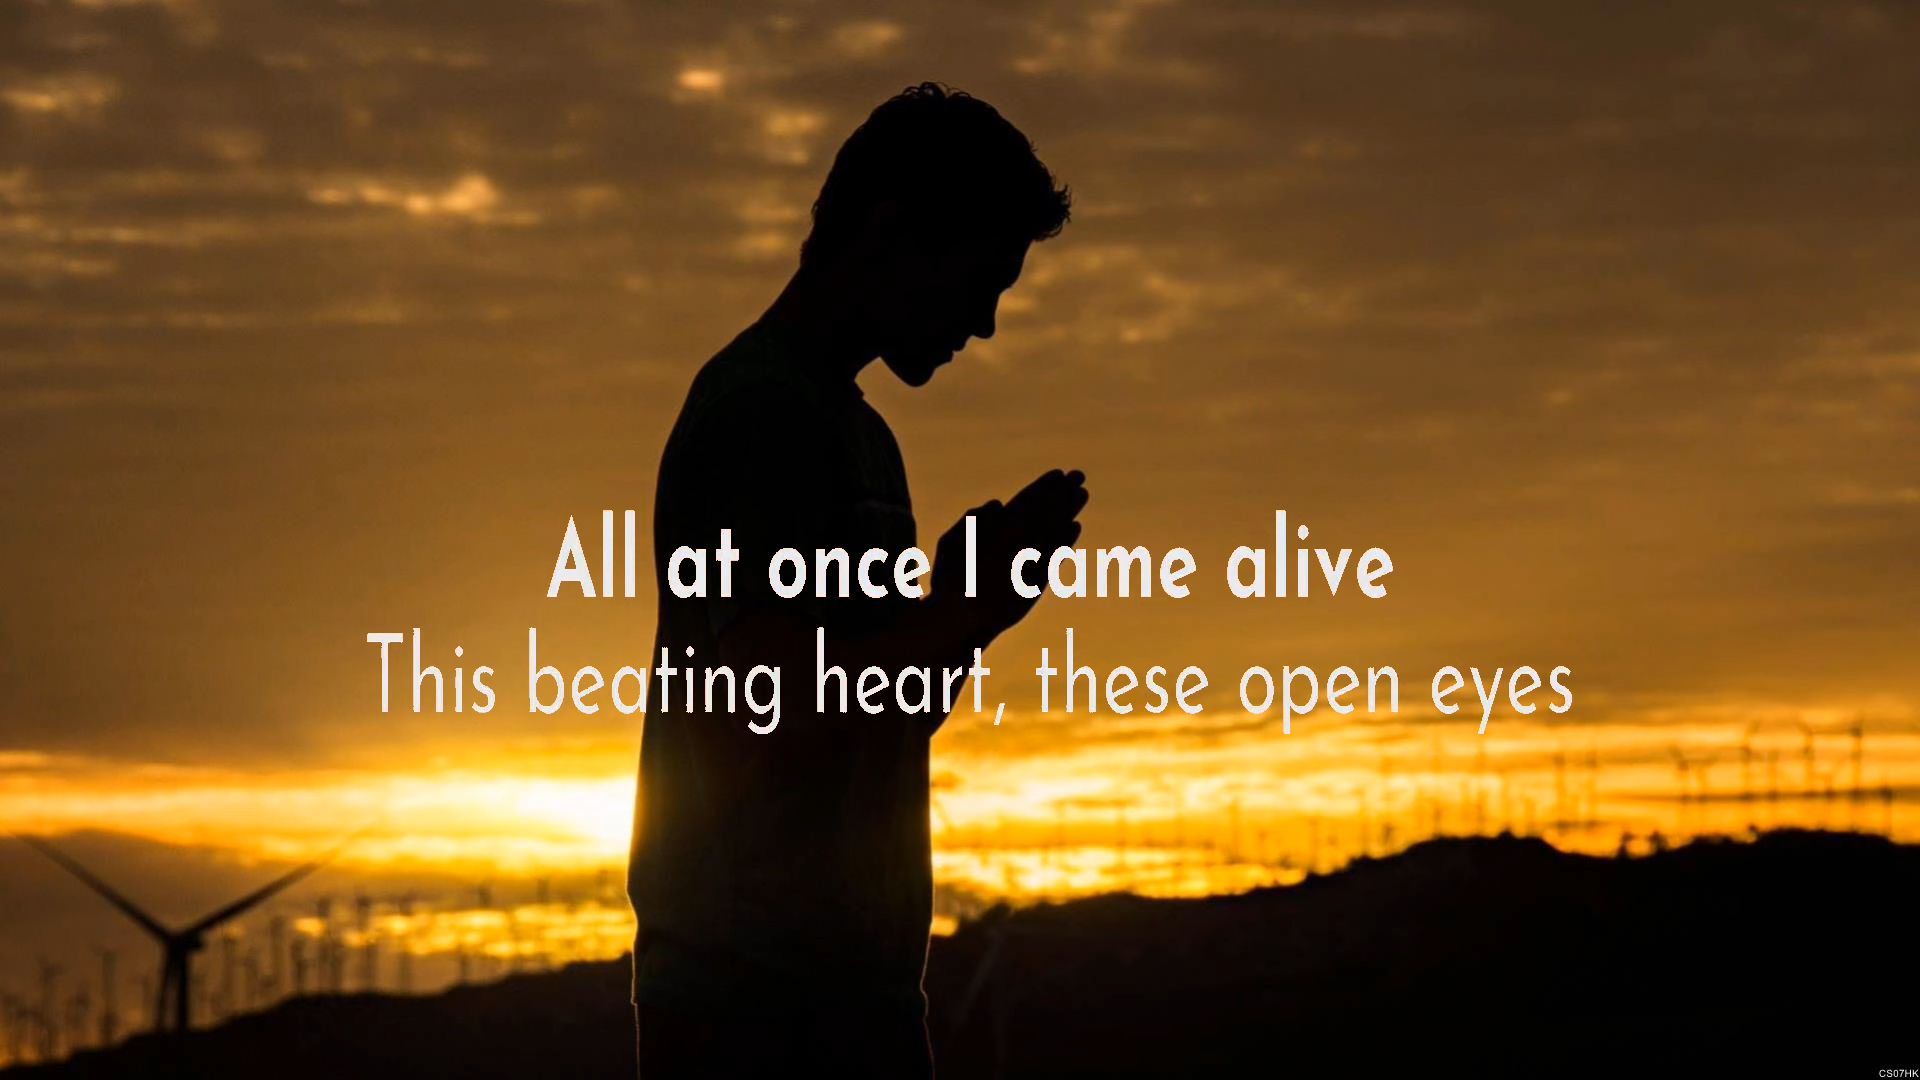 All at once I came alive
This beating heart, these open eyes
CS07HK